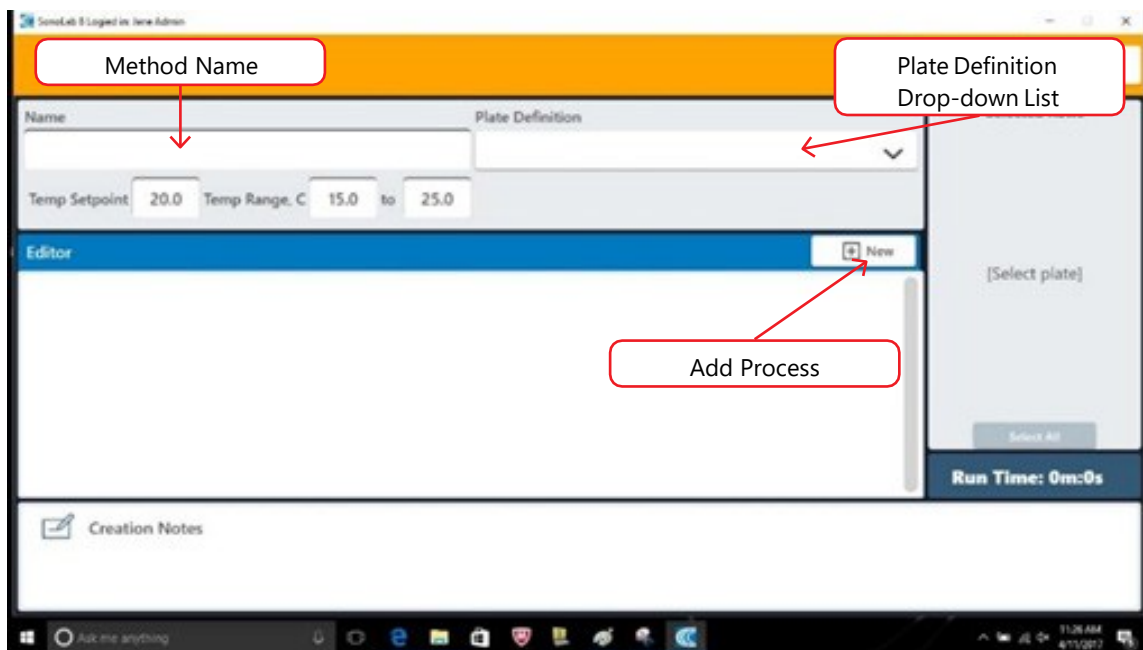 SonoLab 8 Logged in: Jane Admin
Method Name
Plate Definition
Drop-down List
Name
Plate Definition
Temp Setpoint 20.0 Temp Range, C 15.0 to 25.0
Editor
New
[Select plate]
Add Process
Select All
Run Time: 0m:0s
Creation Notes
Ask me anything
11:26 AM
4/11/2017